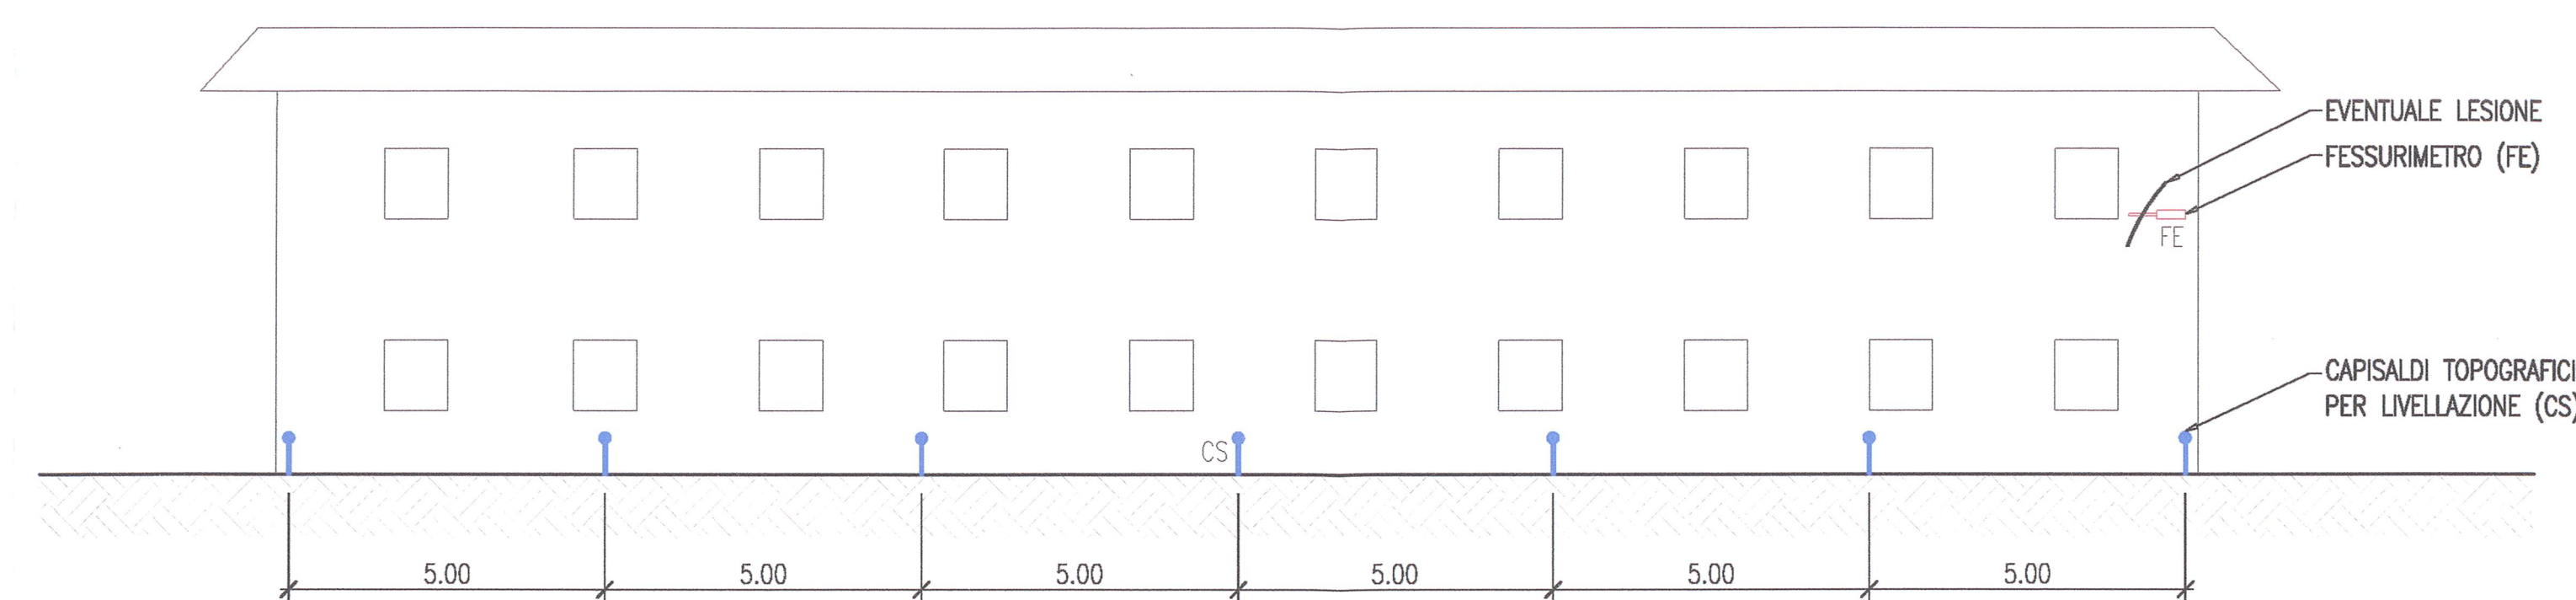 EVENTUALE LESIONE
FESSURIMETRO (FE)
FE
CAPISALDI TOPOGRAFICI
PER LIVELLAZIONE (CS)
CS
5.00 5.00 5.00 5.00 5.00 5.00